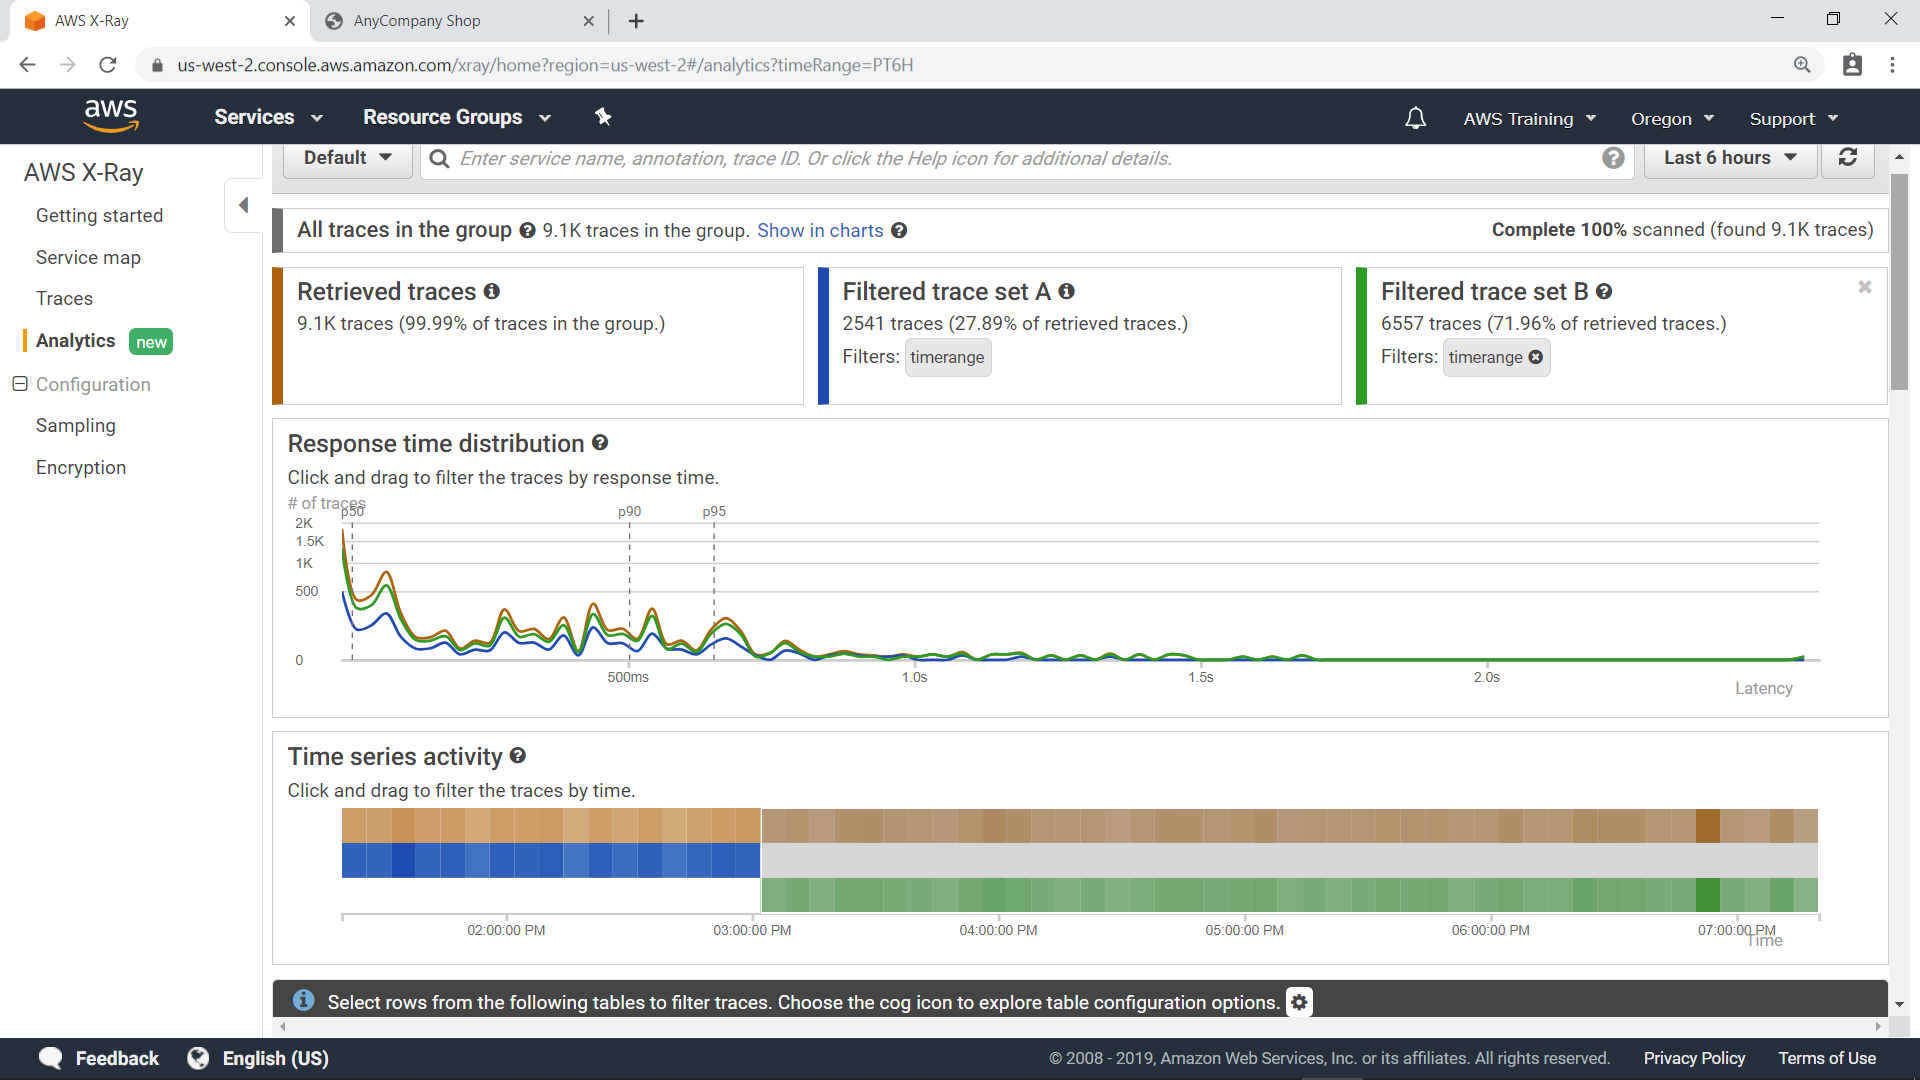 AWS X-Ray
AnyCompany Shop
us-west-2.console.aws.amazon.com/xray/home?region=us-west-2#/analytics?timeRange=PT6H
aws
Services
Resource Groups
AWS Training
Oregon
Support
AWS X-Ray
Getting started
Service map
Traces
Analytics new
Configuration
Sampling
Encryption
Default
Enter service name, annotation, trace ID. Or click the Help icon for additional details.
Last 6 hours
All traces in the group 9.1K traces in the group. Show in charts
Complete 100% scanned (found 9.1K traces)
Retrieved traces
9.1K traces (99.99% of traces in the group.)
Filtered trace set A
2541 traces (27.89% of retrieved traces.)
Filters: timerange
Filtered trace set B
6557 traces (71.96% of retrieved traces.)
Filters: timerange
Response time distribution
Click and drag to filter the traces by response time.
# of traces
p50 p90 p95
2K
1.5K
1K
500
0
500ms 1.0s 1.5s 2.0s
Latency
Time series activity
Click and drag to filter the traces by time.
02:00:00 PM 03:00:00 PM 04:00:00 PM 05:00:00 PM 06:00:00 PM 07:00:00 PM
Time
Select rows from the following tables to filter traces. Choose the cog icon to explore table configuration options.
Feedback
English (US)
© 2008 - 2019, Amazon Web Services, Inc. or its affiliates. All rights reserved.
Privacy Policy
Terms of Use